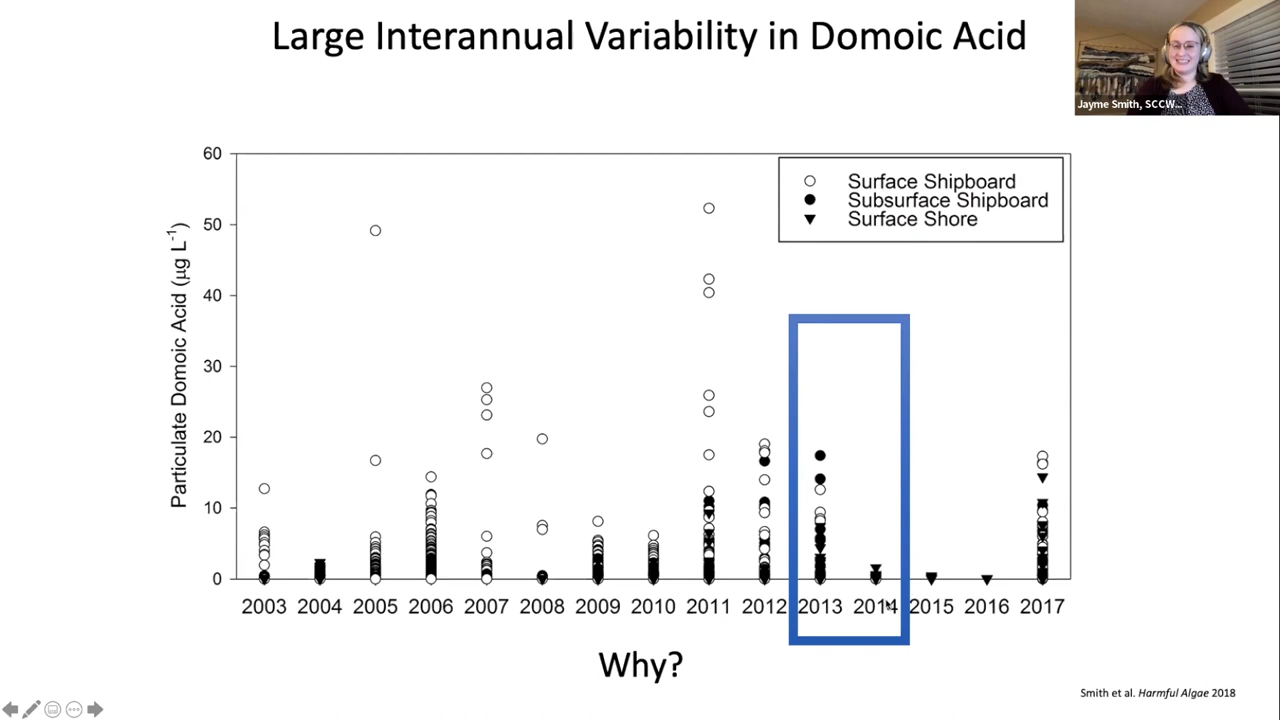 Large Interannual Variability in Domoic Acid
Jayme Smith, SCCW...
60
50
40
30
20
10
0
Particulate Domoic Acid (µg L-1)
Surface Shipboard
Subsurface Shipboard
Surface Shore
2003 2004 2005 2006 2007 2008 2009 2010 2011 2012 2013 2014 2015 2016 2017
Why?
Smith et al. Harmful Algae 2018